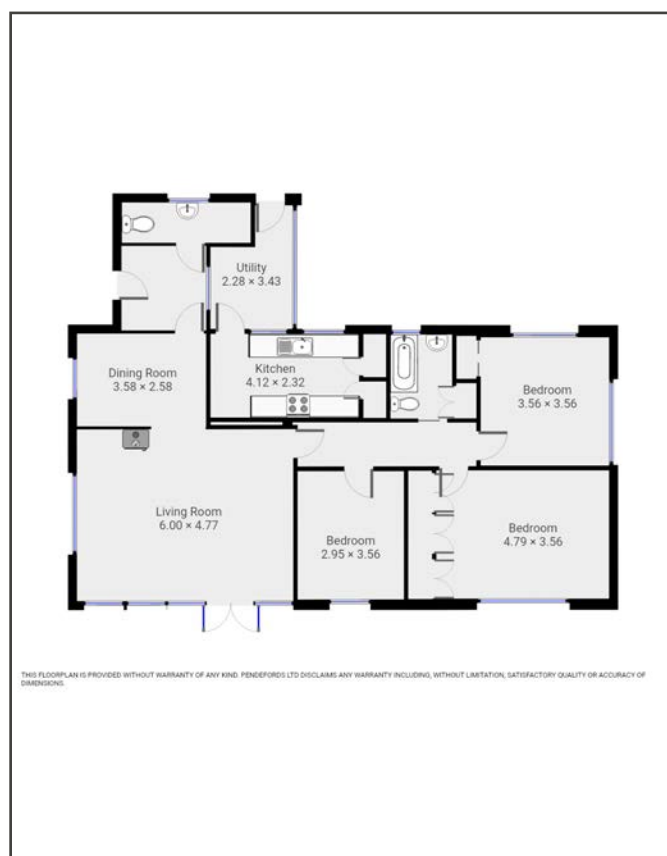 Utility
2.28 × 3.43
Dining Room
3.58 × 2.58
Kitchen
4.12 × 2.32
Bedroom
3.56 × 3.56
Living Room
6.00 × 4.77
Bedroom
2.95 × 3.56
Bedroom
4.79 × 3.56
THIS FLOORPLAN IS PROVIDED WITHOUT WARRANTY OF ANY KIND. PENDEFORDS LTD DISCLAIMS ANY WARRANTY INCLUDING, WITHOUT LIMITATION, SATISFACTORY QUALITY OR ACCURACY OF
DIMENSIONS.